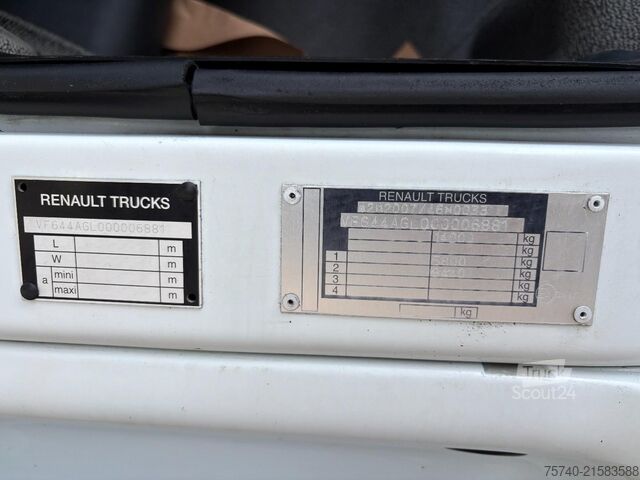 RENAULT TRUCKS
VF644AGL000006881
L m
W m
a mini m
maxi m
RENAULT TRUCKS
VF644AGL000006881
kg
kg
1 kg
2 kg
3 kg
4 kg
kg
Truck
Scout24
75740-21583588